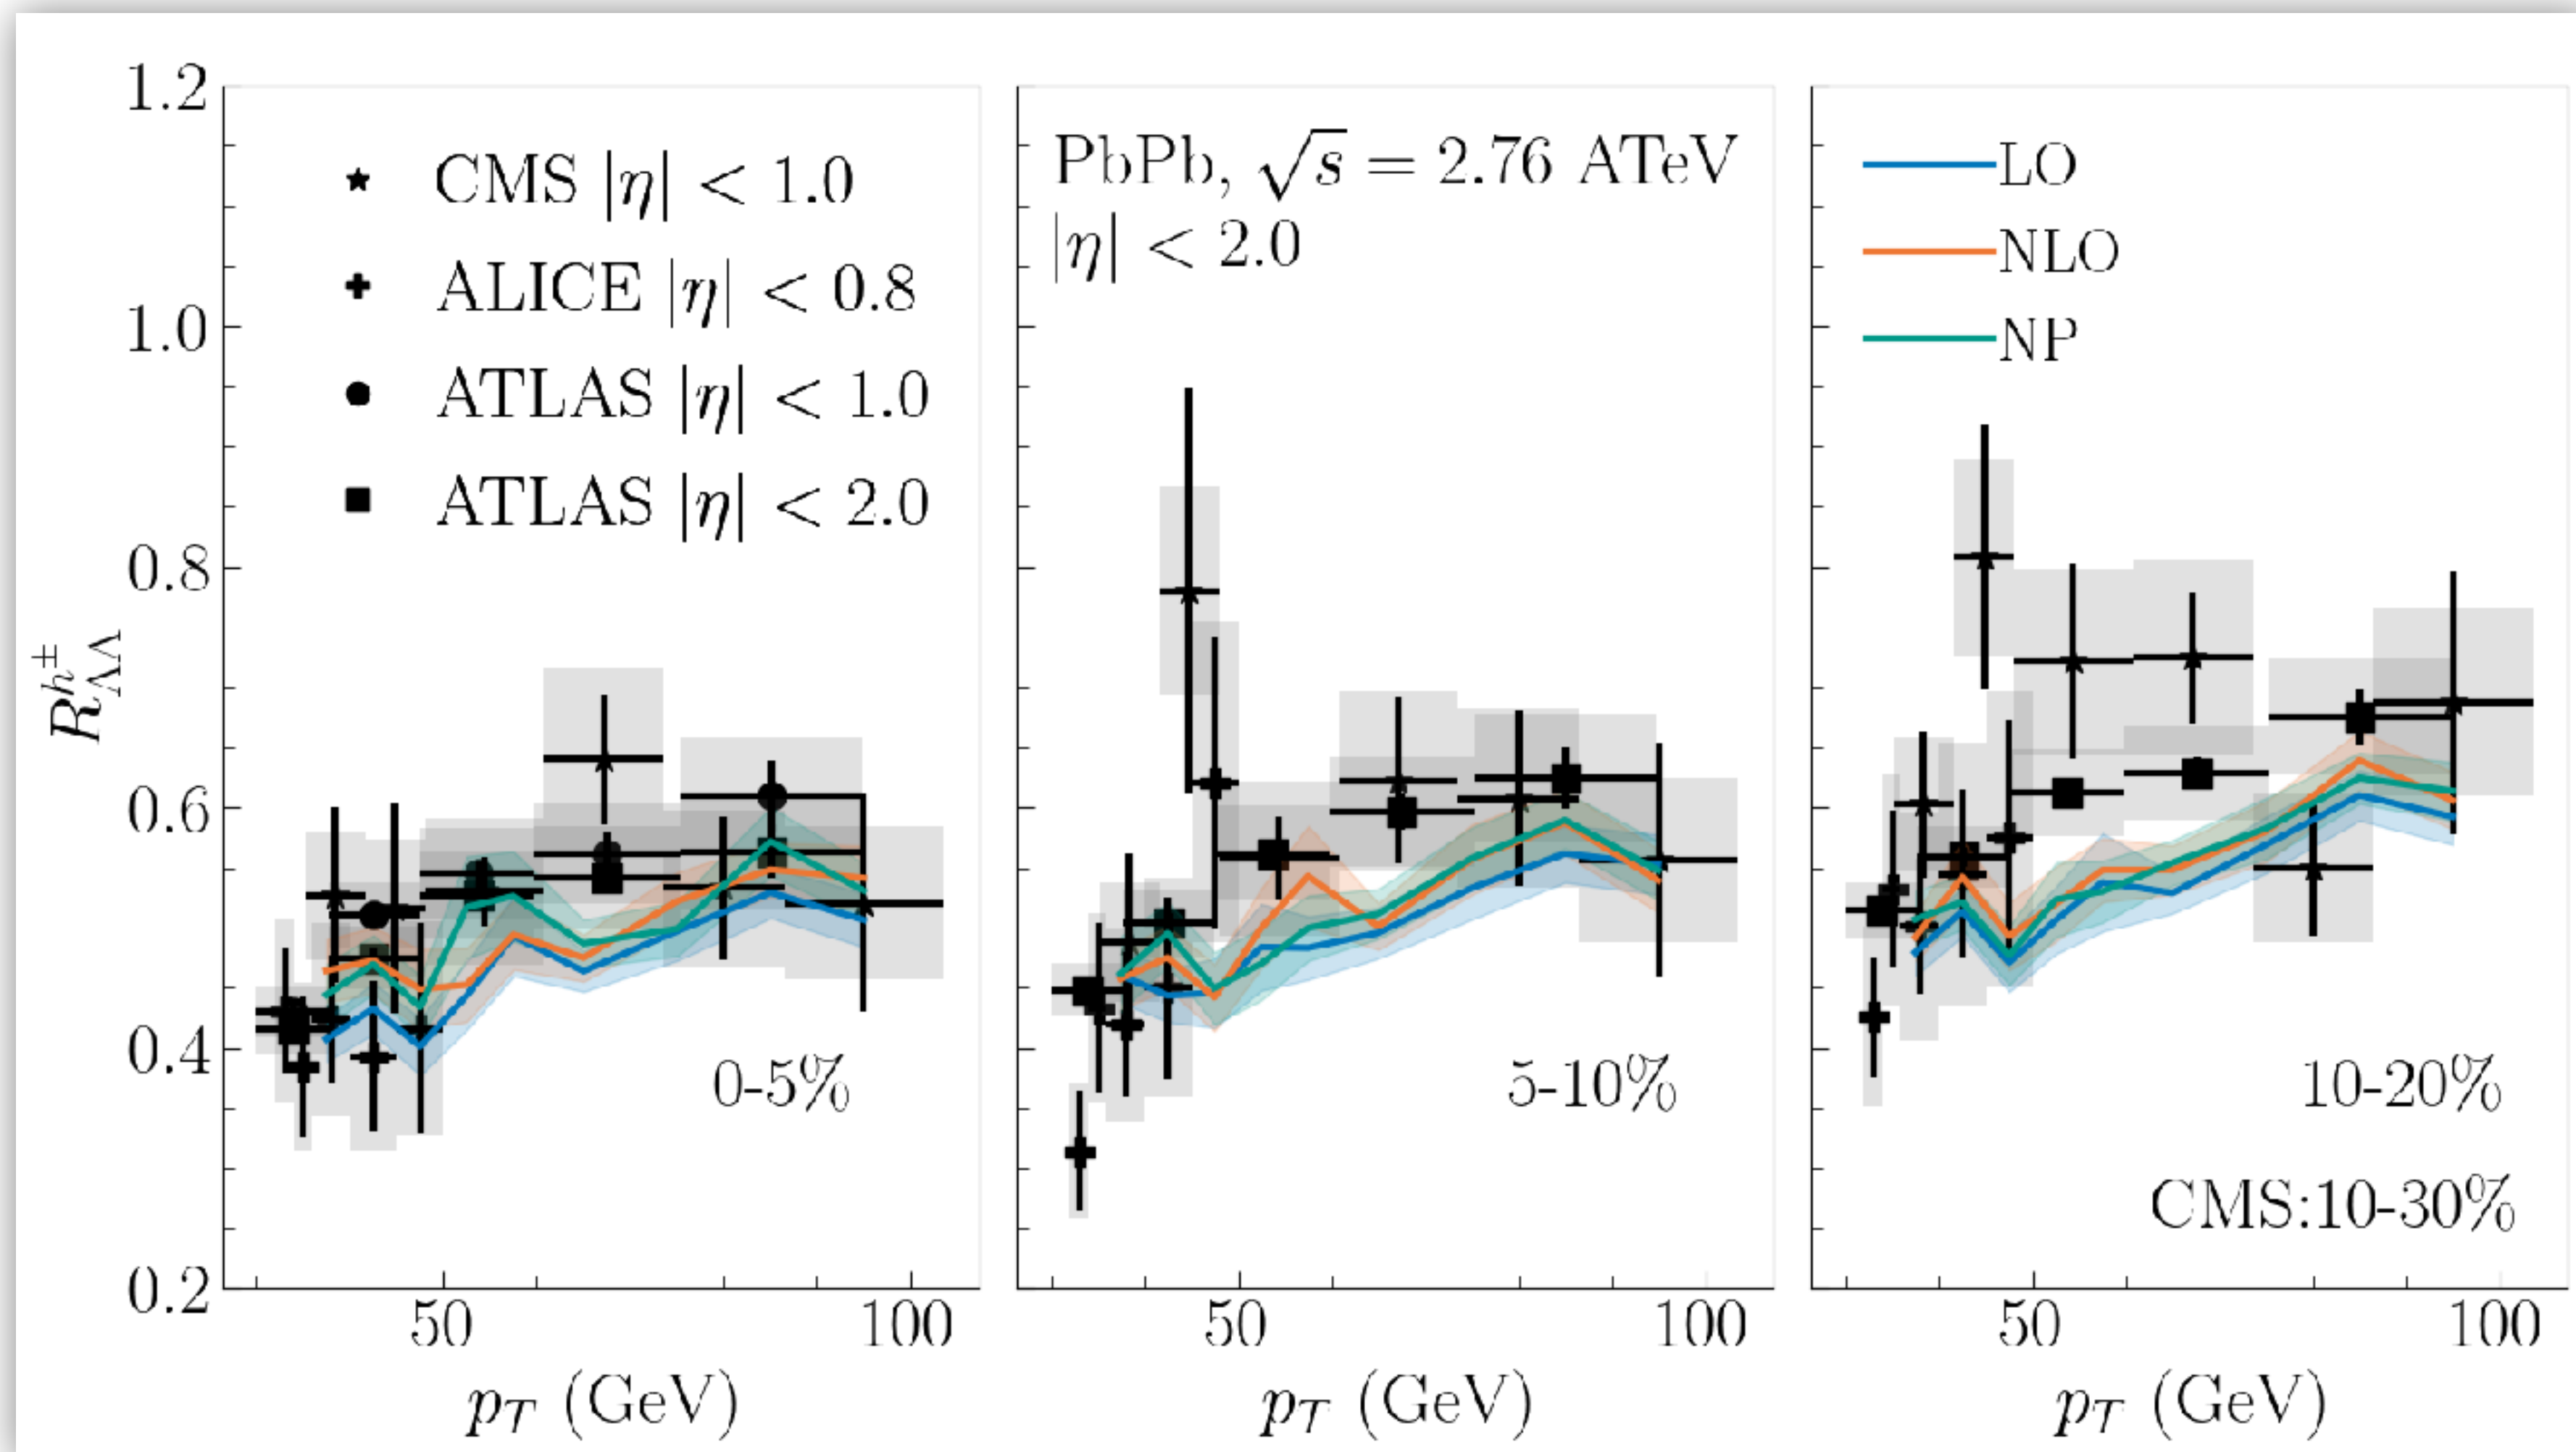 1.2
1.0
0.8
0.6
0.4
0.2
R_{AA}^{h^±}
★ CMS |η| < 1.0
✚ ALICE |η| < 0.8
● ATLAS |η| < 1.0
■ ATLAS |η| < 2.0
0-5%
50 100
p_T (GeV)
PbPb, √s = 2.76 ATeV
|η| < 2.0
5-10%
50 100
p_T (GeV)
LO
NLO
NP
10-20%
CMS:10-30%
50 100
p_T (GeV)